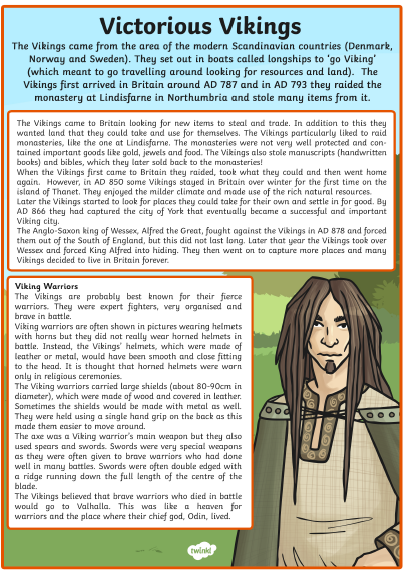 Victorious Vikings
The Vikings came from the area of the modern Scandinavian countries (Denmark,
Norway and Sweden). They set out in boats called longships to 'go Viking'
(which meant to go travelling around looking for resources and land). The
Vikings first arrived in Britain around AD 787 and in AD 793 they raided the
monastery at Lindisfarne in Northumbria and stole many items from it.
The Vikings came to Britain looking for new items to steal and trade. In addition to this they
wanted land that they could take and use for themselves. The Vikings particularly liked to raid
monasteries, like the one at Lindisfarne. The monasteries were not very well protected and con-
tained important goods like gold, jewels and food. The Vikings also stole manuscripts (handwritten
books) and bibles, which they later sold back to the monasteries!
When the Vikings first came to Britain they raided, took what they could and then went home
again. However, in AD 850 some Vikings stayed in Britain over winter for the first time on the
island of Thanet. They enjoyed the milder climate and made use of the rich natural resources.
Later the Vikings started to look for places they could take for their own and settle in for good. By
AD 866 they had captured the city of York that eventually became a successful and important
Viking city.
The Anglo-Saxon king of Wessex, Alfred the Great, fought against the Vikings in AD 878 and forced
them out of the South of England, but this did not last long. Later that year the Vikings took over
Wessex and forced King Alfred into hiding. They then went on to capture more places and many
Vikings decided to live in Britain forever.
Viking Warriors
The Vikings are probably best known for their fierce
warriors. They were expert fighters, very organised and
brave in battle.
Viking warriors are often shown in pictures wearing helmets
with horns but they did not really wear horned helmets in
battle. Instead, the Vikings' helmets, which were made of
leather or metal, would have been smooth and close fitting
to the head. It is thought that horned helmets were worn
only in religious ceremonies.
The Viking warriors carried large shields (about 80-90cm in
diameter), which were made of wood and covered in leather.
Sometimes the shields would be made with metal as well.
They were held using a single hand grip on the back as this
made them easier to move around.
The axe was a Viking warrior's main weapon but they also
used spears and swords. Swords were very special weapons
as they were often given to brave warriors who had done
well in many battles. Swords were often double edged with
a ridge running down the full length of the centre of the
blade.
The Vikings believed that brave warriors who died in battle
would go to Valhalla. This was like a heaven for
warriors and the place where their chief god, Odin, lived.
twinkl